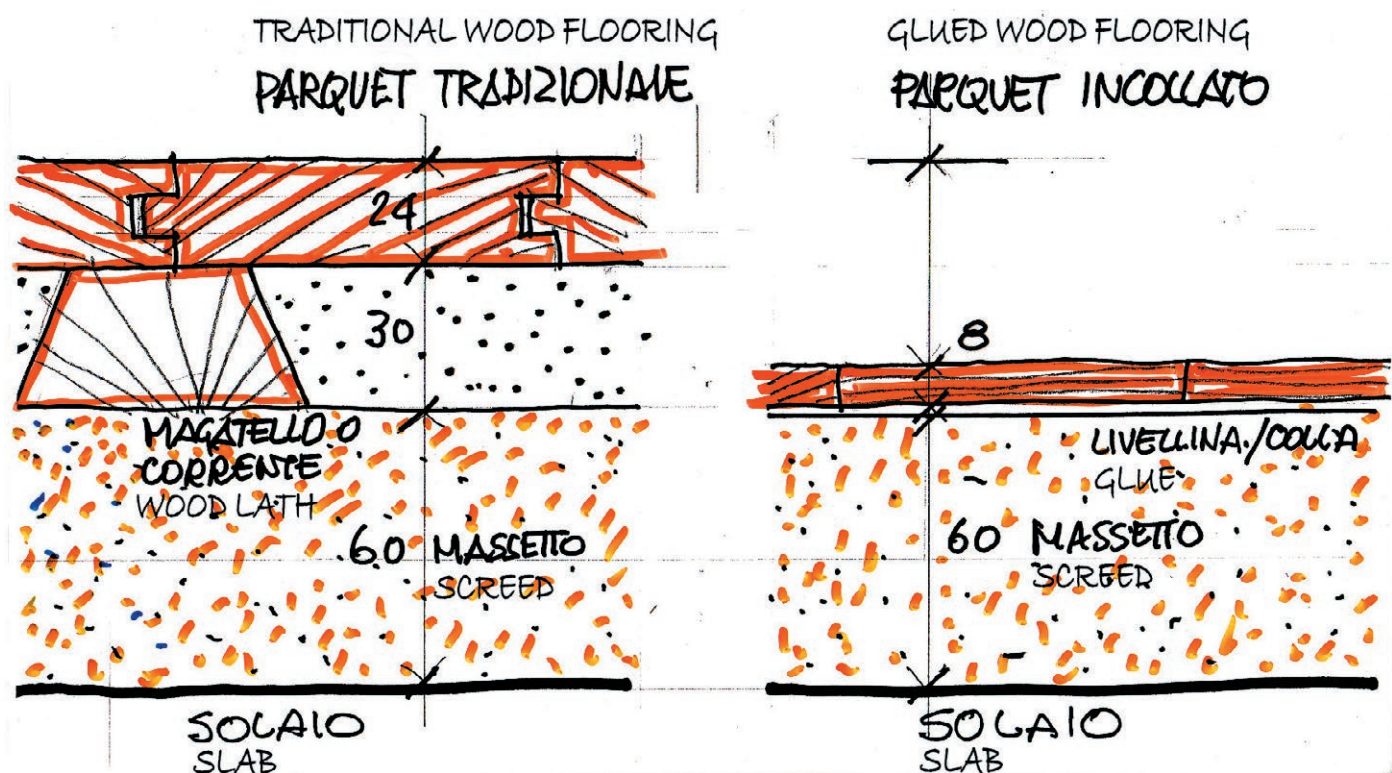 TRADITIONAL WOOD FLOORING
PARQUET TRADIZIONALE
24
30
MAGATELLO O
CORRENTE
WOOD LATH
60 MASSETTO
SCREED
SOLAIO
SLAB
GLUED WOOD FLOORING
PARQUET INCOLLATO
8
LIVELLINA/COLLA
GLUE
60 MASSETTO
SCREED
SOLAIO
SLAB